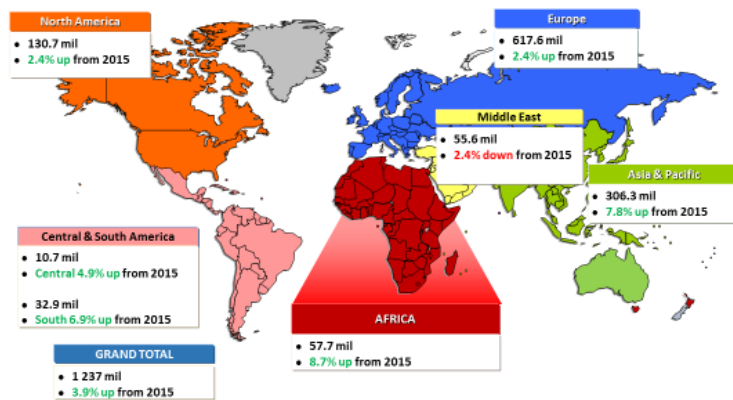 North America
• 130.7 mil
• 2.4% up from 2015
Europe
• 617.6 mil
• 2.4% up from 2015
Middle East
• 55.6 mil
• 2.4% down from 2015
Asia & Pacific
• 306.3 mil
• 7.8% up from 2015
Central & South America
• 10.7 mil
• Central 4.9% up from 2015
• 32.9 mil
• South 6.9% up from 2015
AFRICA
• 57.7 mil
• 8.7% up from 2015
GRAND TOTAL
• 1 237 mil
• 3.9% up from 2015